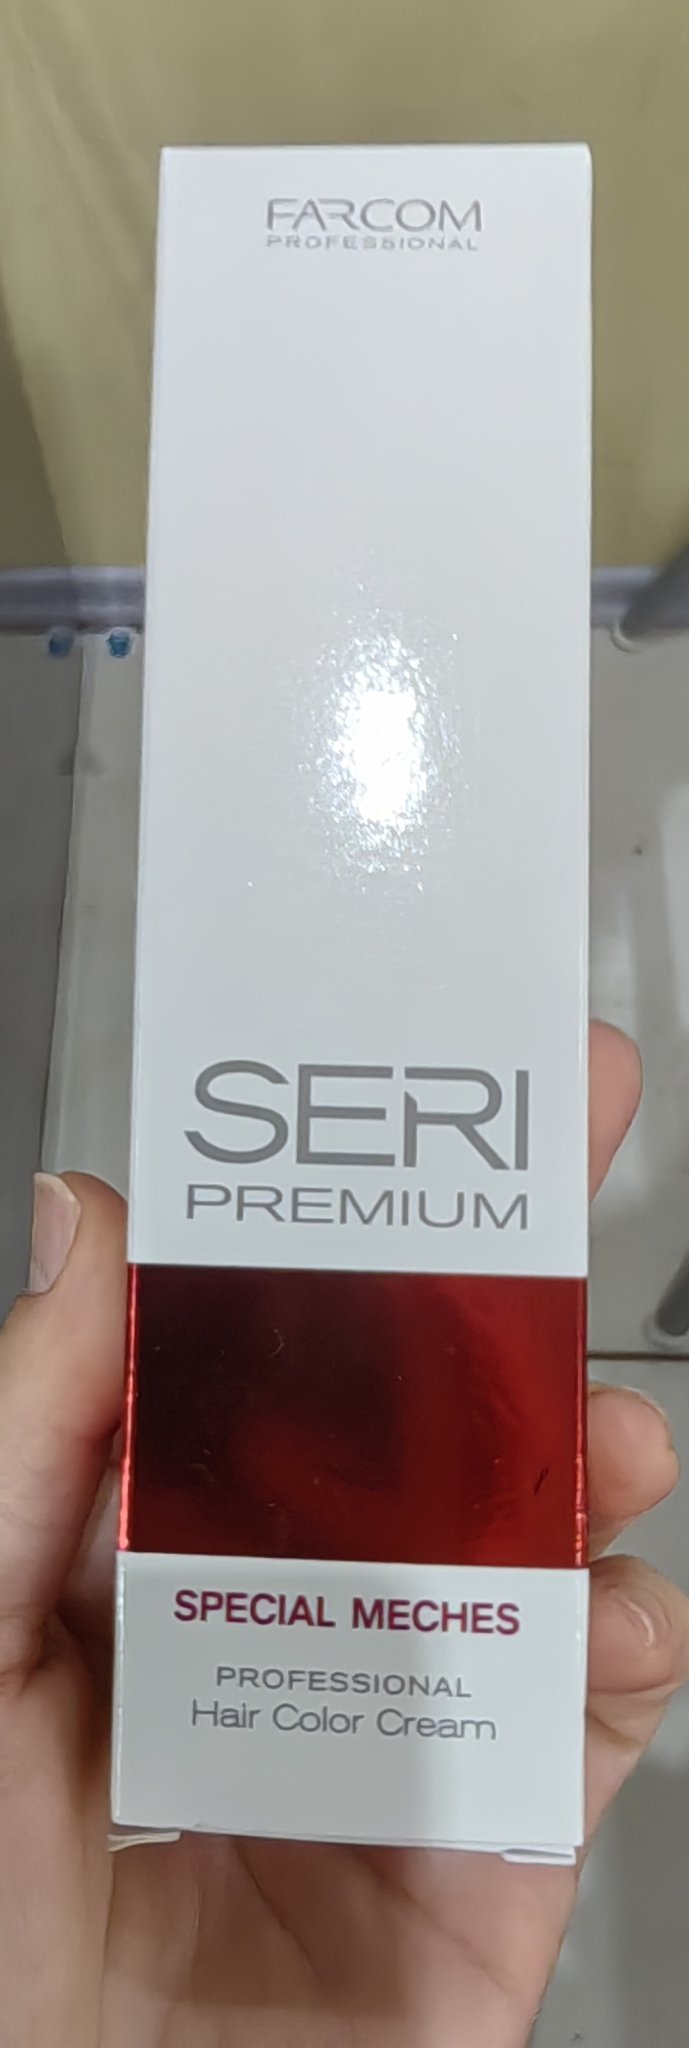 FARCOM
PROFESSIONAL
SERI
PREMIUM
SPECIAL MECHES
PROFESSIONAL
Hair Color Cream